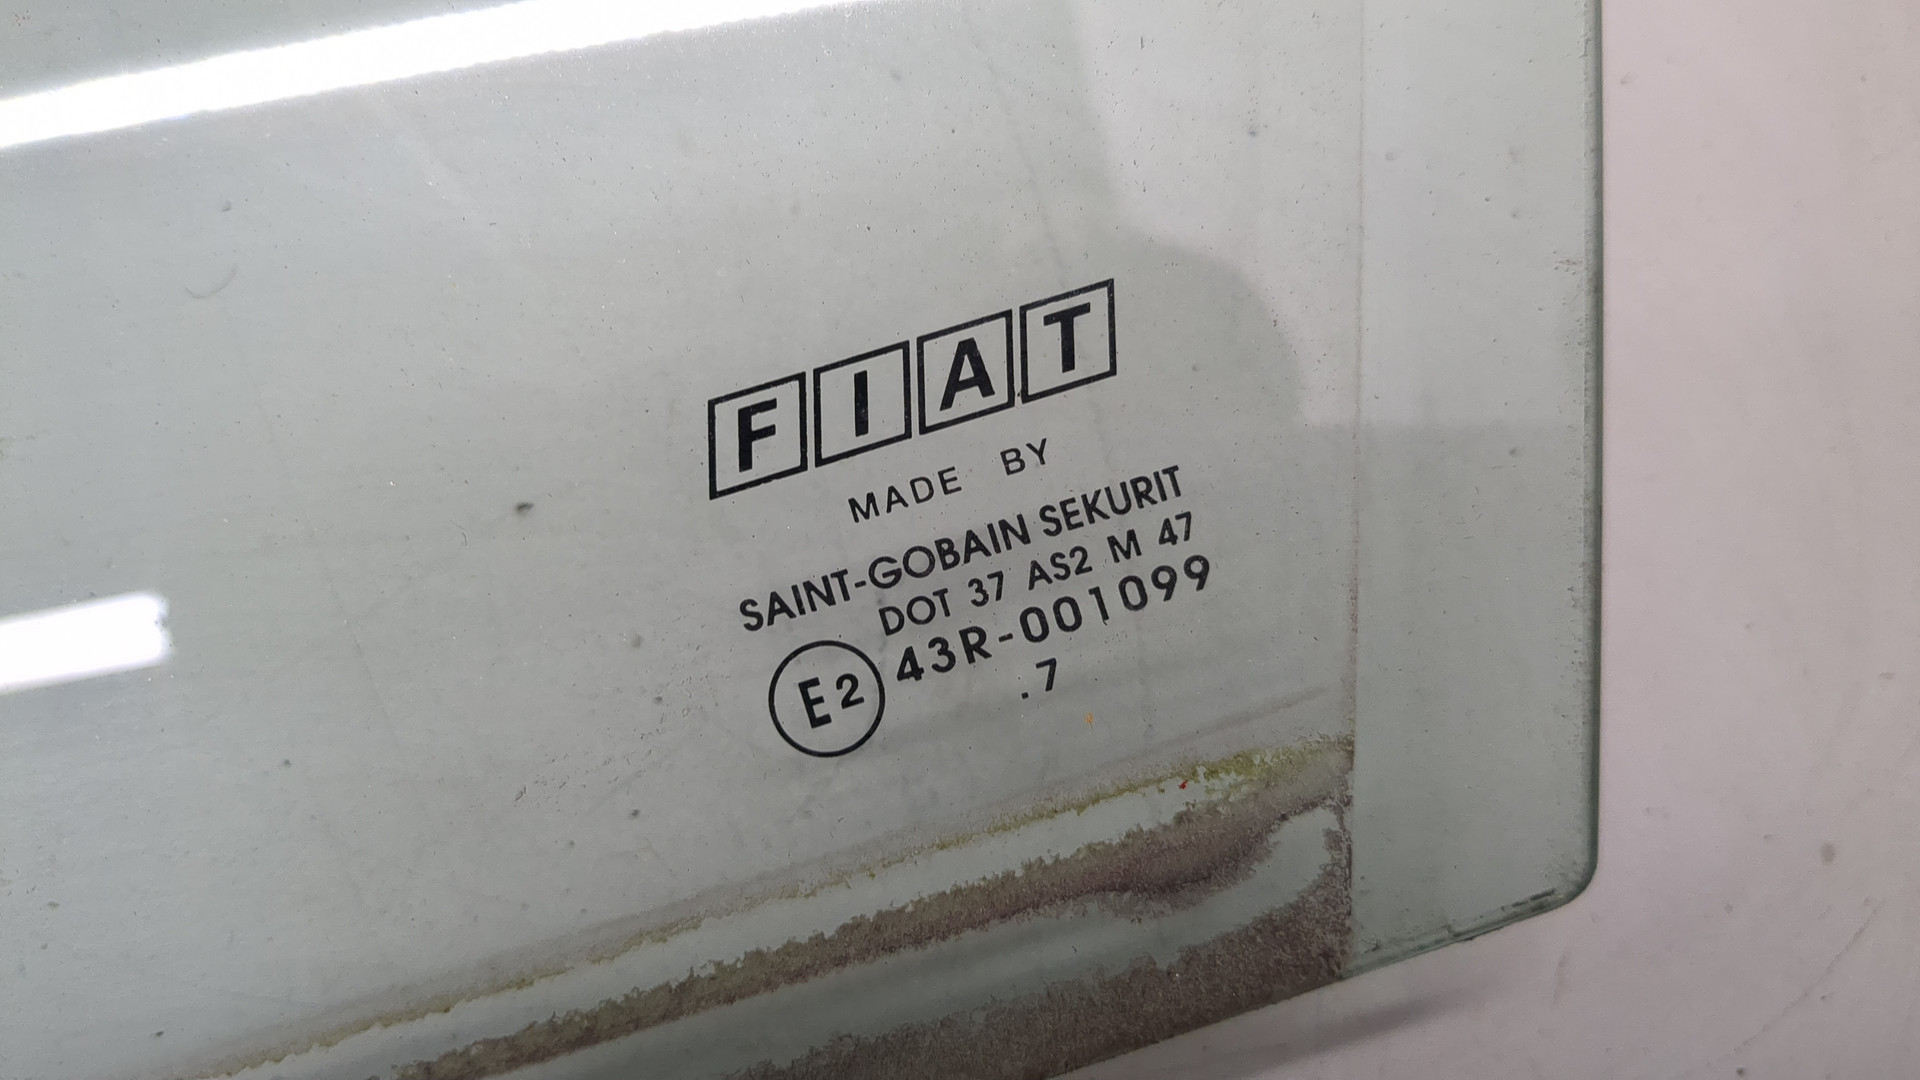 FIAT
MADE BY
SAINT-GOBAIN SEKURIT
DOT 37 AS2 M 47
E2 43R-001099
.7